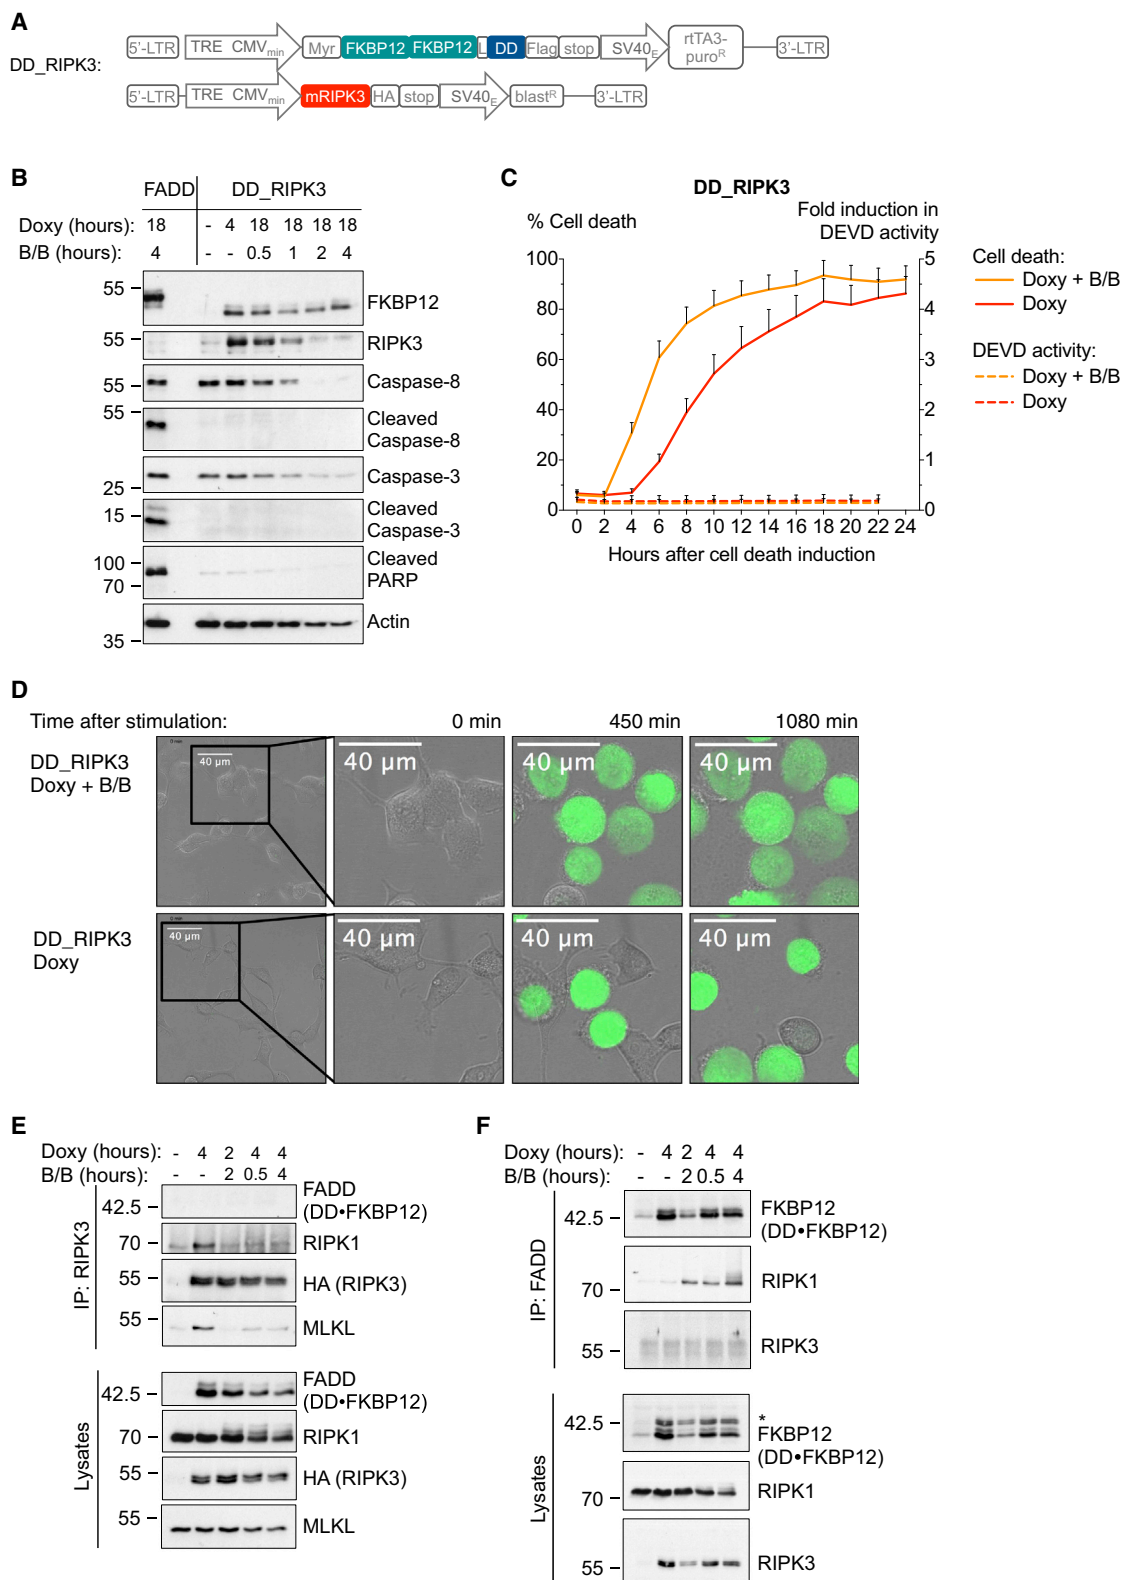 A
DD_RIPK3:
5'-LTR TRE CMVmin Myr FKBP12 FKBP12 L DD Flag stop SV40E rtTA3-puroR 3'-LTR
5'-LTR TRE CMVmin mRIPK3 HA stop SV40E blastR 3'-LTR
B
FADD DD_RIPK3
Doxy (hours): 18 - 4 18 18 18 18
B/B (hours): 4 - - 0.5 1 2 4
55 FKBP12
55 RIPK3
55 Caspase-8
55 Cleaved
Caspase-8
25 Caspase-3
15 Cleaved
Caspase-3
100 Cleaved
70 PARP
Actin
35
C
DD_RIPK3
% Cell death
Fold induction in
DEVD activity
100 5
80 4
60 3
40 2
20 1
0 0
0 2 4 6 8 10 12 14 16 18 20 22 24
Hours after cell death induction
Cell death:
Doxy + B/B
Doxy
DEVD activity:
Doxy + B/B
Doxy
D
Time after stimulation: 0 min 450 min 1080 min
DD_RIPK3
Doxy + B/B
0 min
40 µm 40 µm 40 µm 40 µm
DD_RIPK3
Doxy
0 min
40 µm 40 µm 40 µm 40 µm
E
Doxy (hours): - 4 2 4 4
B/B (hours): - - 2 0.5 4
IP: RIPK3
42.5 FADD
(DD•FKBP12)
70 RIPK1
55 HA (RIPK3)
55 MLKL
Lysates
42.5 FADD
(DD•FKBP12)
70 RIPK1
55 HA (RIPK3)
55 MLKL
F
Doxy (hours): - 4 2 4 4
B/B (hours): - - 2 0.5 4
IP: FADD
42.5 FKBP12
(DD•FKBP12)
70 RIPK1
55 RIPK3
Lysates
42.5 *
FKBP12
(DD•FKBP12)
70 RIPK1
55 RIPK3